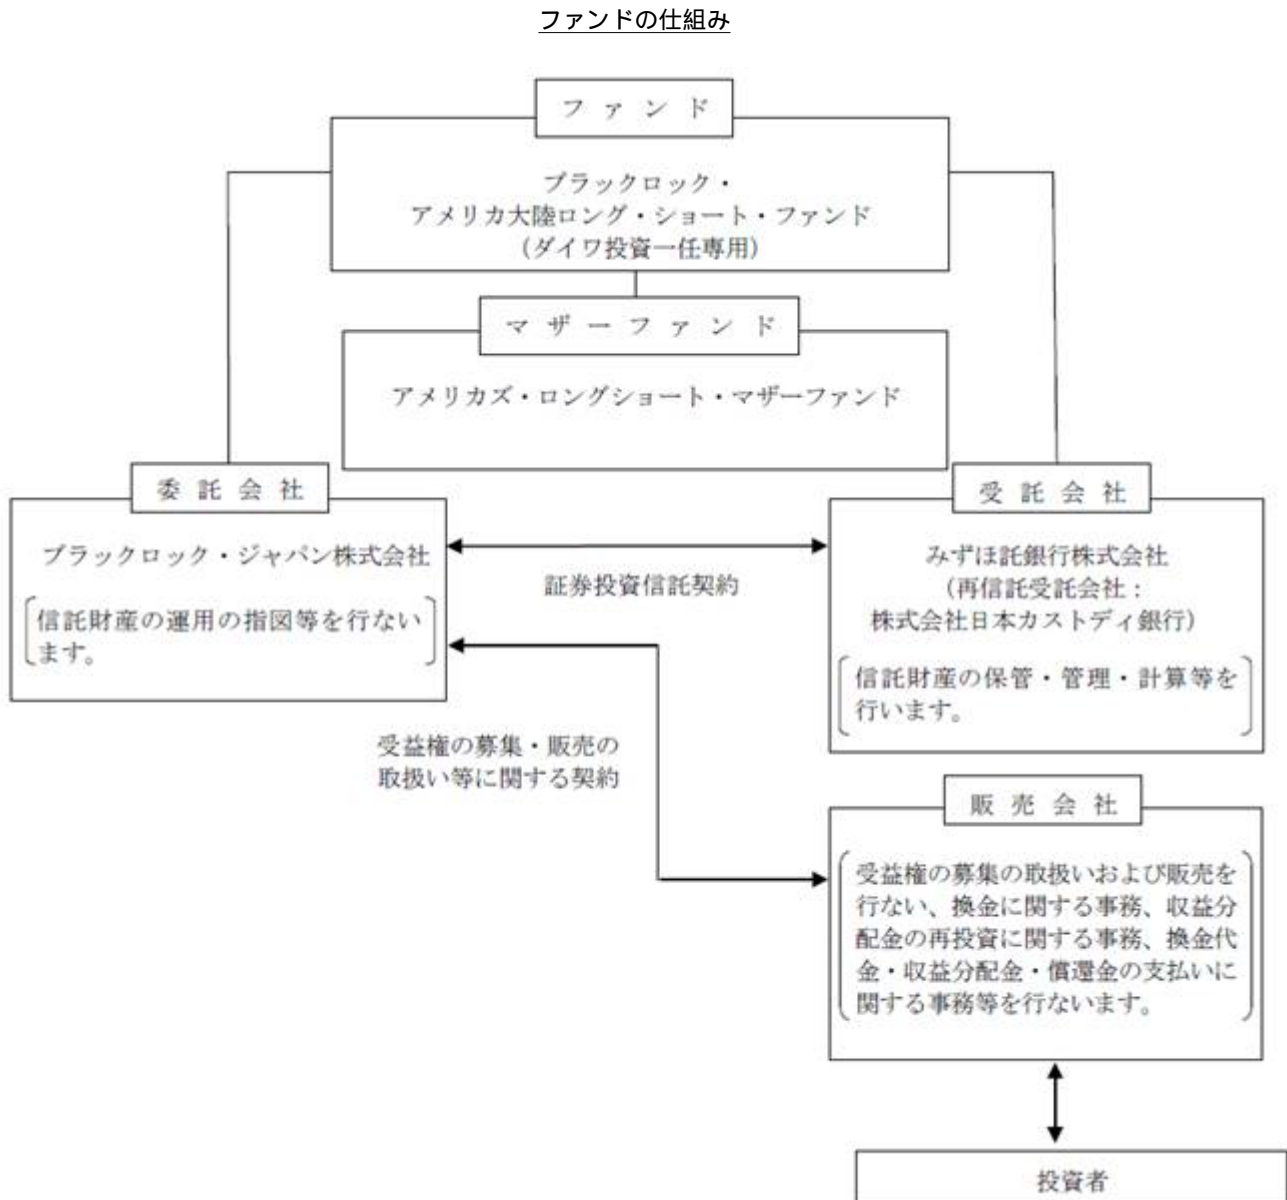 ファンドの仕組み
ファンド
ブラックロック・
アメリカ大陸ロング・ショート・ファンド
(ダイワ投資一任専用)
マザーファンド
アメリカズ・ロングショート・マザーファンド
委託会社
ブラックロック・ジャパン株式会社
信託財産の運用の指図等を行ない
ます。
証券投資信託契約
受託会社
みずほ託銀行株式会社
(再信託受託会社:
株式会社日本カストディ銀行)
信託財産の保管・管理・計算等を
行います。
受益権の募集・販売の
取扱い等に関する契約
販売会社
受益権の募集の取扱いおよび販売を
行ない、換金に関する事務、収益分
配金の再投資に関する事務、換金代
金・収益分配金・償還金の支払いに
関する事務等を行ないます。
投資者